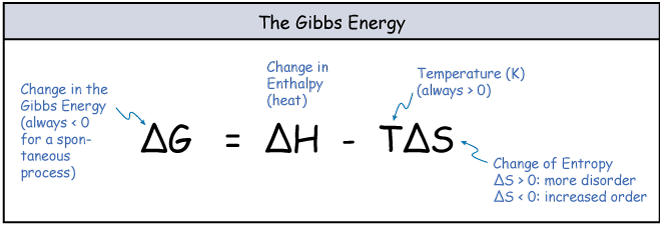 The Gibbs Energy
Change in the
Gibbs Energy
(always < 0
for a spon-
taneous
process)
Change in
Enthalpy
(heat)
Temperature (K)
(always > 0)
ΔG = ΔH - TΔS
Change of Entropy
ΔS > 0: more disorder
ΔS < 0: increased order